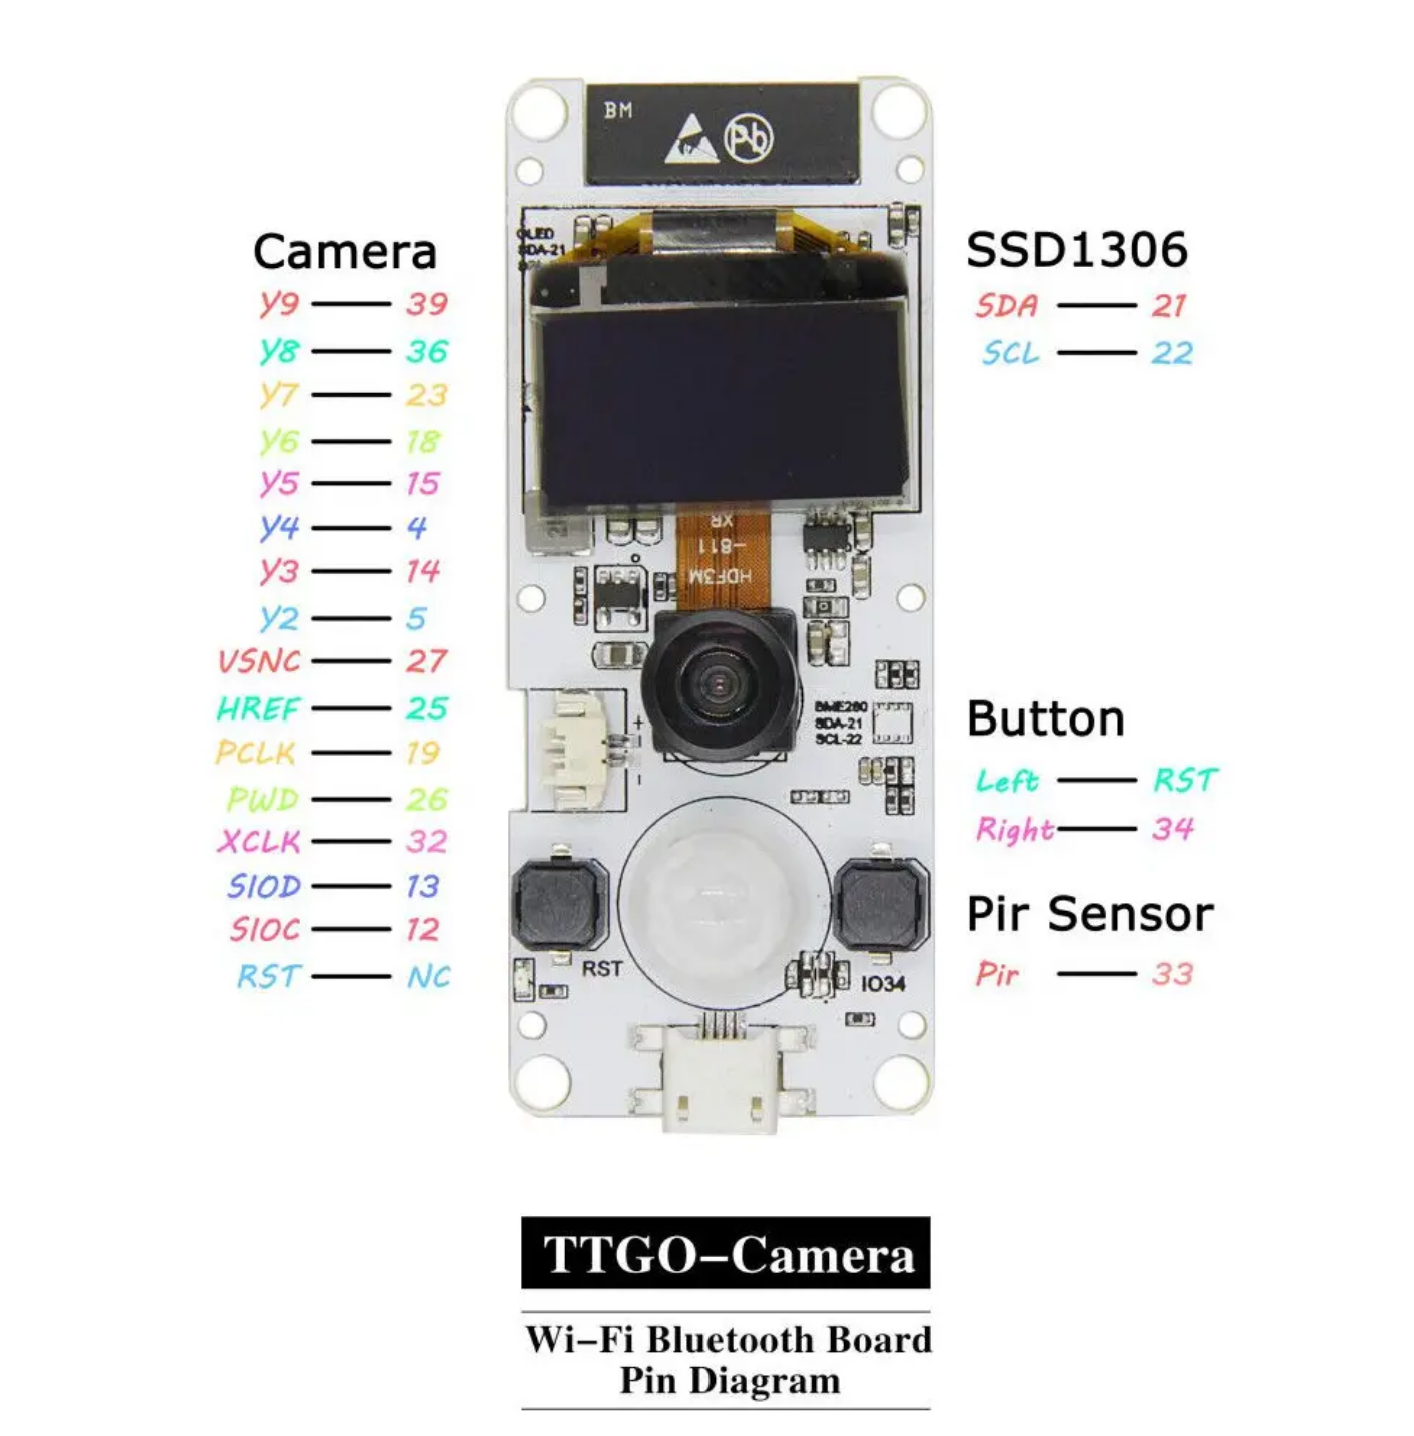 BM
Pb
OLED
SDA-21
Camera
Y9 39
Y8 36
Y7 23
Y6 18
Y5 15
Y4 4
Y3 14
Y2 5
VSNC 27
HREF 25
PCLK 19
PWD 26
XCLK 32
SIOD 13
SIOC 12
RST NC
SSD1306
SDA 21
SCL 22
XR
-811
HDF3M
BME280
SDA-21
SCL-22
+
-
RST
IO34
Button
Left RST
Right 34
Pir Sensor
Pir 33
TTGO-Camera
Wi-Fi Bluetooth Board
Pin Diagram